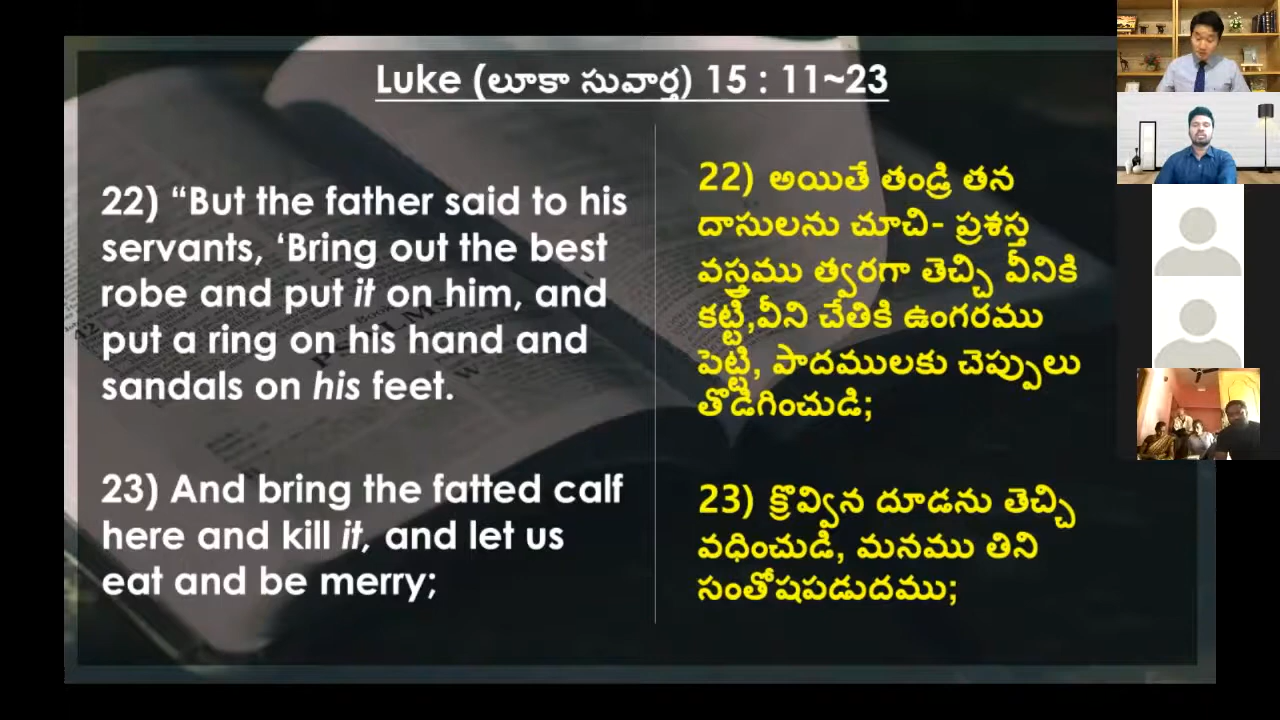 Luke (లూకా సువార్త) 15 : 11~23
22) “But the father said to his
servants, ‘Bring out the best
robe and put it on him, and
put a ring on his hand and
sandals on his feet.
23) And bring the fatted calf
here and kill it, and let us
eat and be merry;
22) అయితే తండ్రి తన
దాసులను చూచి- ప్రశస్త
వస్త్రము త్వరగా తెచ్చి వీనికి
కట్టి,వీని చేతికి ఉంగరము
పెట్టి, పాదములకు చెప్పులు
తొడిగించుడి;
23) క్రొవ్విన దూడను తెచ్చి
వధించుడి, మనము తిని
సంతోషపడుదము;
PSALMS